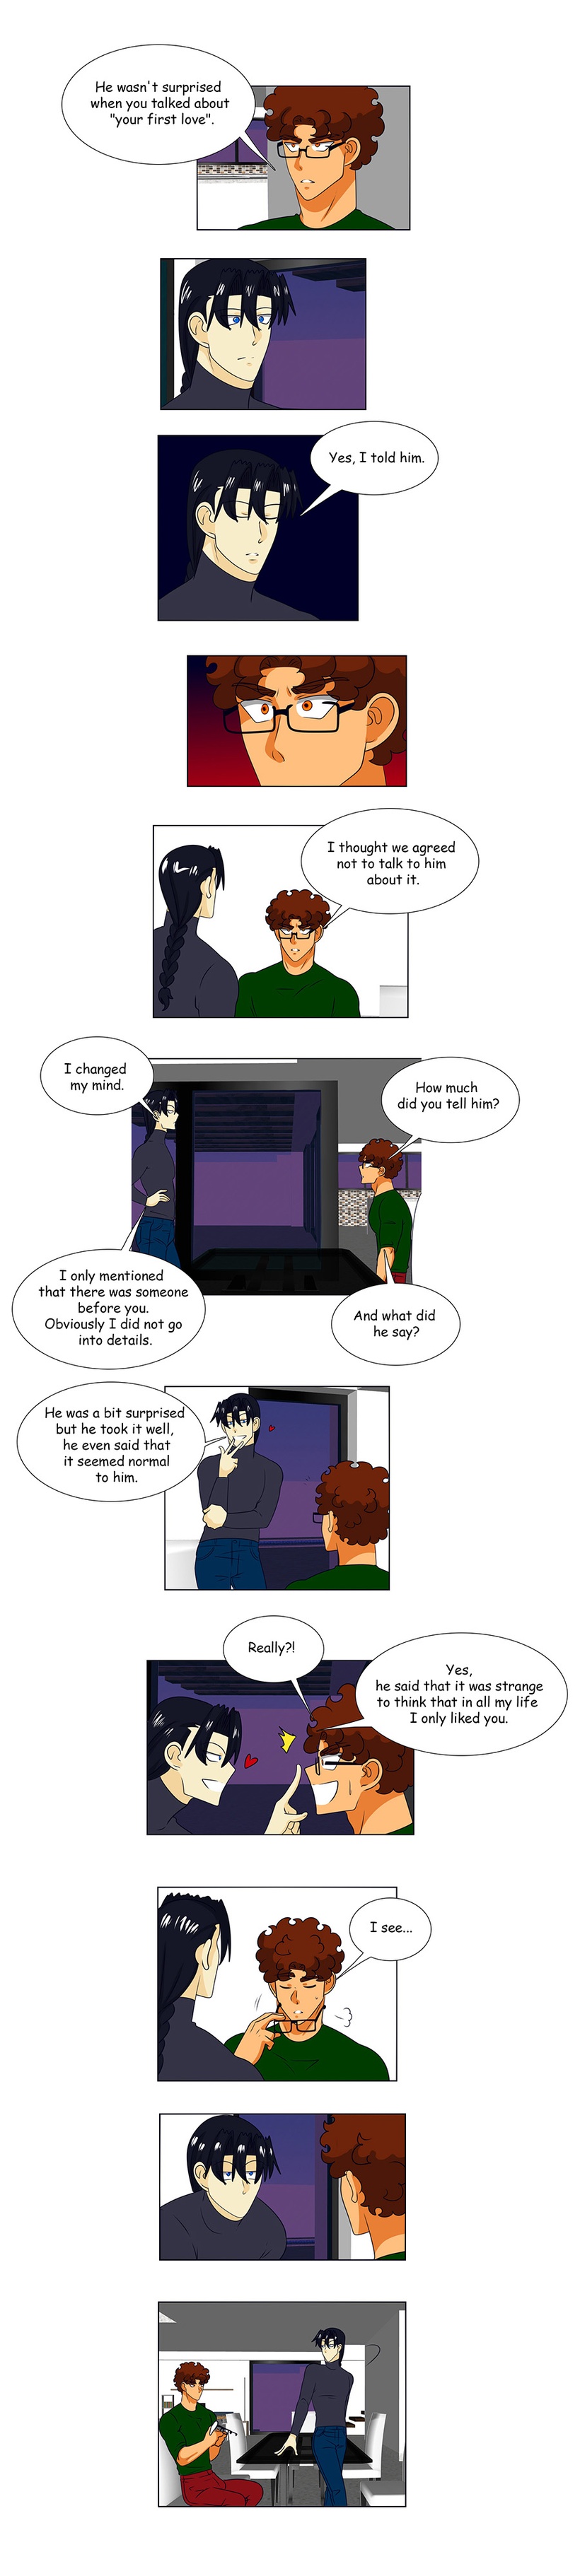 He wasn't surprised
when you talked about
"your first love".
Yes, I told him.
I thought we agreed
not to talk to him
about it.
I changed
my mind.
How much
did you tell him?
I only mentioned
that there was someone
before you.
Obviously I did not go
into details.
And what did
he say?
He was a bit surprised
but he took it well,
he even said that
it seemed normal
to him.
Really?!
Yes,
he said that it was strange
to think that in all my life
I only liked you.
I see...